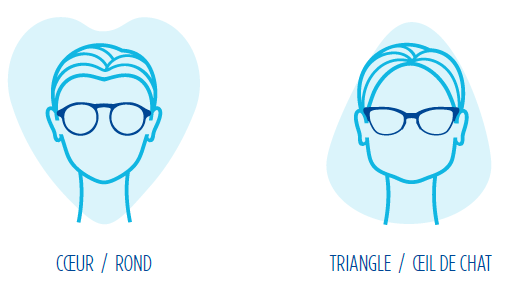 CŒUR / ROND
TRIANGLE / ŒIL DE CHAT